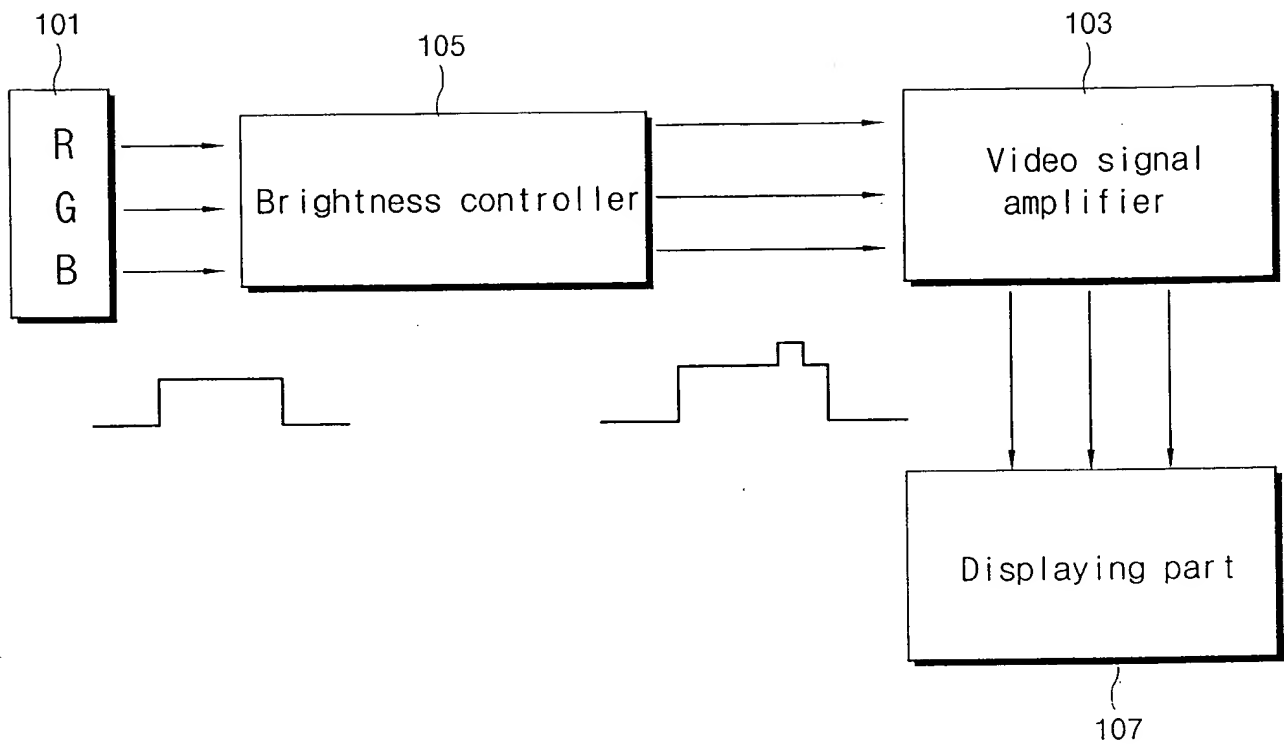 101
105
103
R
G
B
Brightness controller
Video signal
amplifier
Displaying part
107